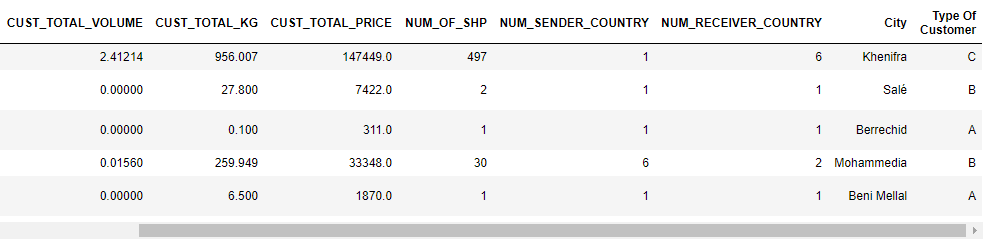 CUST_TOTAL_VOLUME CUST_TOTAL_KG CUST_TOTAL_PRICE NUM_OF_SHP NUM_SENDER_COUNTRY NUM_RECEIVER_COUNTRY City Type Of Customer
2.41214 956.007 147449.0 497 1 6 Khenifra C
0.00000 27.800 7422.0 2 1 1 Salé B
0.00000 0.100 311.0 1 1 1 Berrechid A
0.01560 259.949 33348.0 30 6 2 Mohammedia B
0.00000 6.500 1870.0 1 1 1 Beni Mellal A